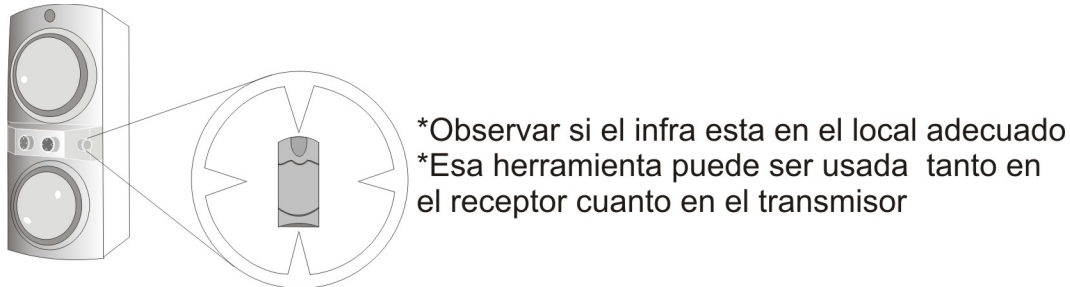 *Observar si el infra esta en el local adecuado
*Esa herramienta puede ser usada  tanto en
el receptor cuanto en el transmisor